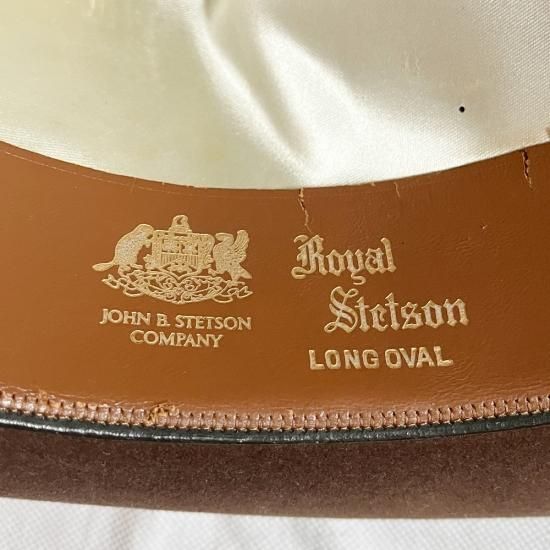 JOHN B. STETSON
COMPANY
Royal
Stetson
LONG OVAL